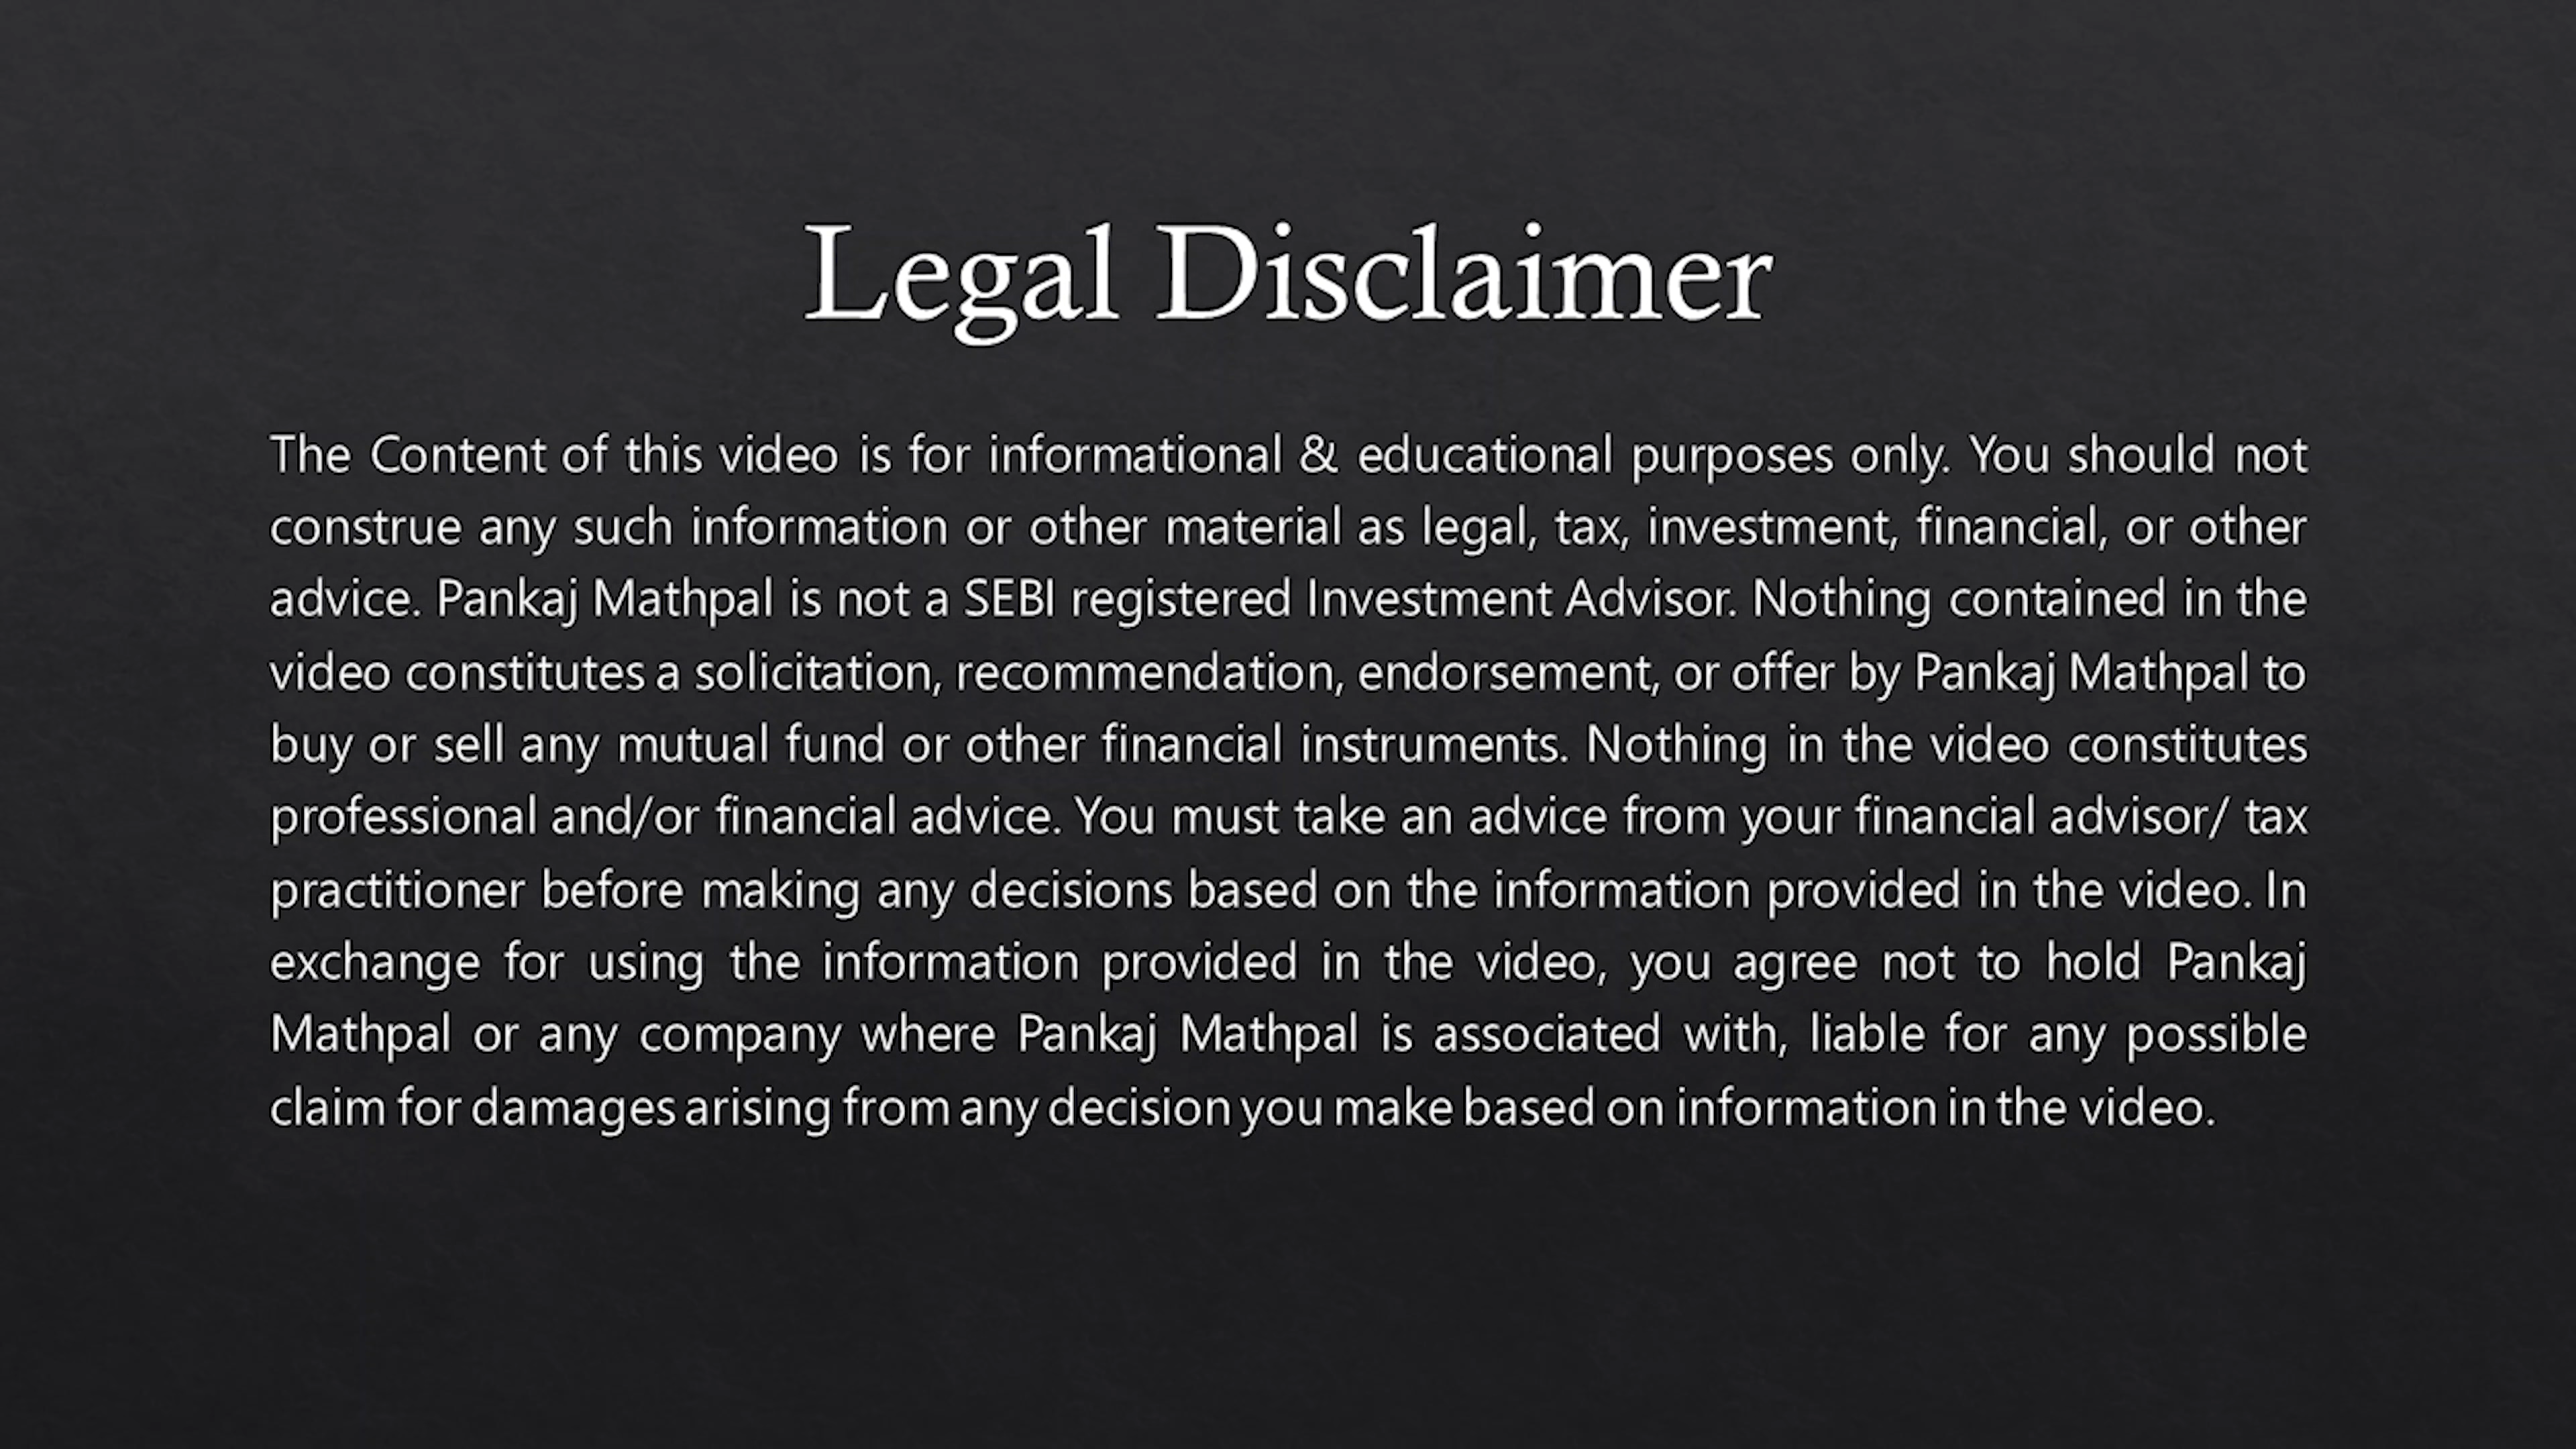 Legal Disclaimer
The Content of this video is for informational & educational purposes only. You should not
construe any such information or other material as legal, tax, investment, financial, or other
advice. Pankaj Mathpal is not a SEBI registered Investment Advisor. Nothing contained in the
video constitutes a solicitation, recommendation, endorsement, or offer by Pankaj Mathpal to
buy or sell any mutual fund or other financial instruments. Nothing in the video constitutes
professional and/or financial advice. You must take an advice from your financial advisor/ tax
practitioner before making any decisions based on the information provided in the video. In
exchange for using the information provided in the video, you agree not to hold Pankaj
Mathpal or any company where Pankaj Mathpal is associated with, liable for any possible
claim for damages arising from any decision you make based on information in the video.